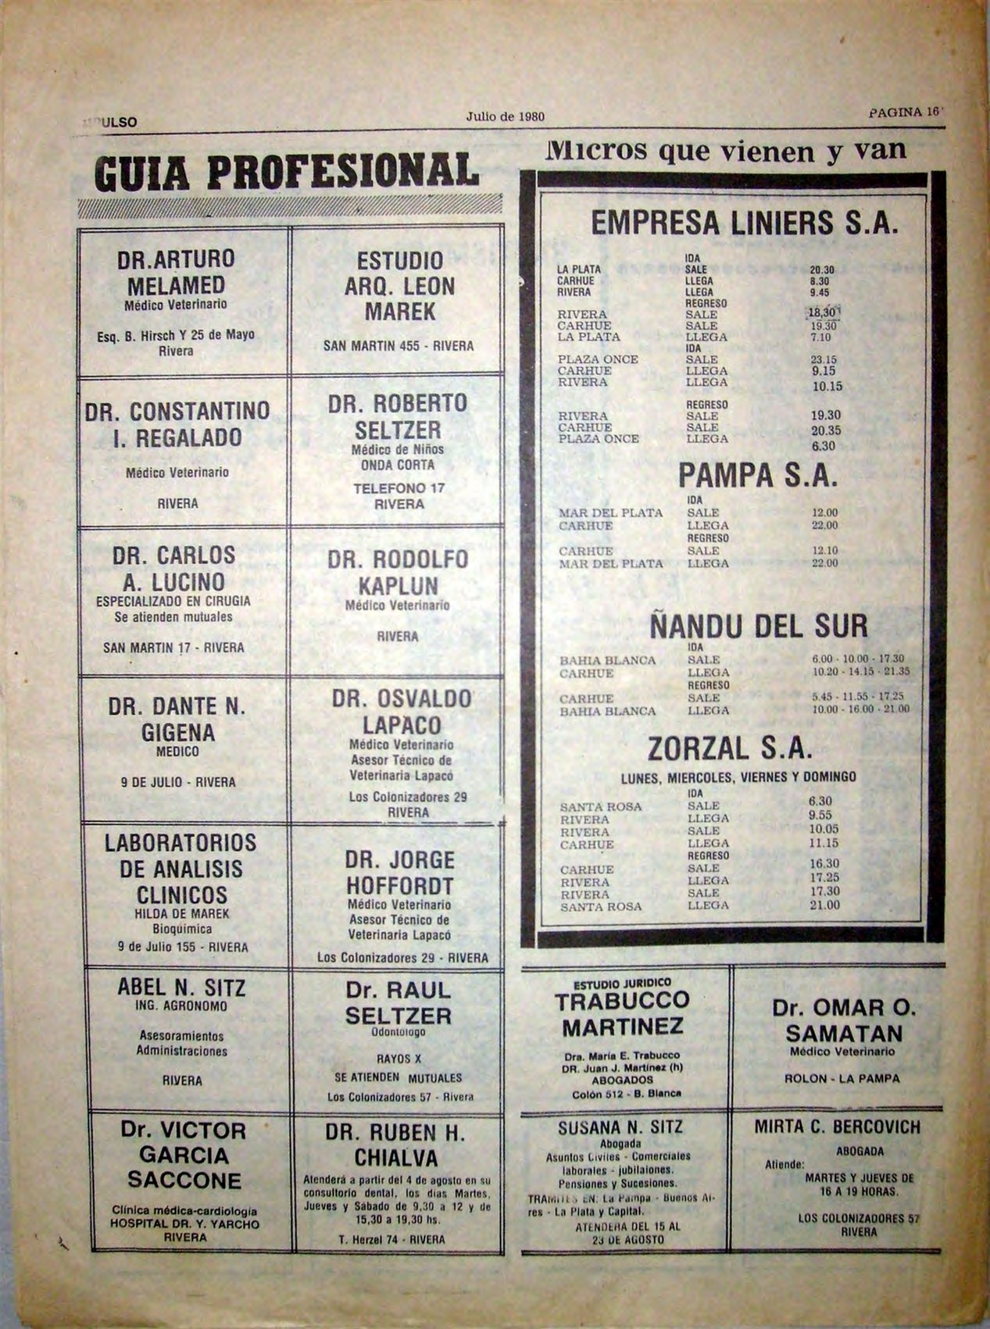 ULSO
Julio de 1980
PAGINA 16
GUIA PROFESIONAL
DR.ARTURO
MELAMED
Médico Veterinario
Esq. B. Hirsch Y 25 de Mayo
Rivera
ESTUDIO
ARQ. LEON
MAREK
SAN MARTIN 455 - RIVERA
DR. CONSTANTINO
I. REGALADO
Médico Veterinario
RIVERA
DR. ROBERTO
SELTZER
Médico de Niños
ONDA CORTA
TELEFONO 17
RIVERA
DR. CARLOS
A. LUCINO
ESPECIALIZADO EN CIRUGIA
Se atienden mutuales
SAN MARTIN 17 - RIVERA
DR. RODOLFO
KAPLUN
Médico Veterinario
RIVERA
DR. DANTE N.
GIGENA
MEDICO
9 DE JULIO - RIVERA
DR. OSVALDO
LAPACO
Médico Veterinario
Asesor Técnico de
Veterinaria Lapacó
Los Colonizadores 29
RIVERA
LABORATORIOS
DE ANALISIS
CLINICOS
HILDA DE MAREK
Bioquimica
9 de Julio 155 - RIVERA
DR. JORGE
HOFFORDT
Médico Veterinario
Asesor Técnico de
Veterinaria Lapacó
Los Colonizadores 29 - RIVERA
ABEL N. SITZ
ING. AGRONOMO
Asesoramientos
Administraciones
RIVERA
Dr. RAUL
SELTZER
Odontologo
RAYOS X
SE ATIENDEN MUTUALES
Los Colonizadores 57 - Rivera
Dr. VICTOR
GARCIA
SACCONE
Clínica médica-cardiología
HOSPITAL DR. Y. YARCHO
RIVERA
DR. RUBEN H.
CHIALVA
Atenderá a partir del 4 de agosto en su
consultorio dental, los dias Martes,
Jueves y Sabado de 9,30 a 12 y de
15,30 a 19,30 hs.
T. Herzel 74 - RIVERA
Micros que vienen y van
EMPRESA LINIERS S.A.
IDA
LA PLATA SALE 20.30
CARHUE LLEGA 8.30
RIVERA LLEGA 9.45
REGRESO
RIVERA SALE 18,30
CARHUE SALE 19.30
LA PLATA LLEGA 7.10
IDA
PLAZA ONCE SALE 23.15
CARHUE LLEGA 9.15
RIVERA LLEGA 10.15
REGRESO
RIVERA SALE 19.30
CARHUE SALE 20.35
PLAZA ONCE LLEGA 6.30
PAMPA S.A.
IDA
MAR DEL PLATA SALE 12.00
CARHUE LLEGA 22.00
REGRESO
CARHUE SALE 12.10
MAR DEL PLATA LLEGA 22.00
ÑANDU DEL SUR
IDA
BAHIA BLANCA SALE 6.00 - 10.00 - 17.30
CARHUE LLEGA 10.20 - 14.15 - 21.35
REGRESO
CARHUE SALE 5.45 - 11.55 - 17.25
BAHIA BLANCA LLEGA 10.00 - 16.00 - 21.00
ZORZAL S.A.
LUNES, MIERCOLES, VIERNES Y DOMINGO
IDA
SANTA ROSA SALE 6.30
RIVERA LLEGA 9.55
RIVERA SALE 10.05
CARHUE LLEGA 11.15
REGRESO
CARHUE SALE 16.30
RIVERA LLEGA 17.25
RIVERA SALE 17.30
SANTA ROSA LLEGA 21.00
ESTUDIO JURIDICO
TRABUCCO
MARTINEZ
Dra. María E. Trabucco
DR. Juan J. Martínez (h)
ABOGADOS
Colón 512 - B. Blanca
Dr. OMAR O.
SAMATAN
Médico Veterinario
ROLON - LA PAMPA
SUSANA N. SITZ
Abogada
Asuntos Civiles - Comerciales
laborales - jubilaiones.
Pensiones y Sucesiones.
EN: La Pampa - Buenos Ai-
res - La Plata y Capital.
ATENDERA DEL 15 AL
23 DE AGOSTO
MIRTA C. BERCOVICH
ABOGADA
Atiende:
MARTES Y JUEVES DE
16 A 19 HORAS.
LOS COLONIZADORES 57
RIVERA